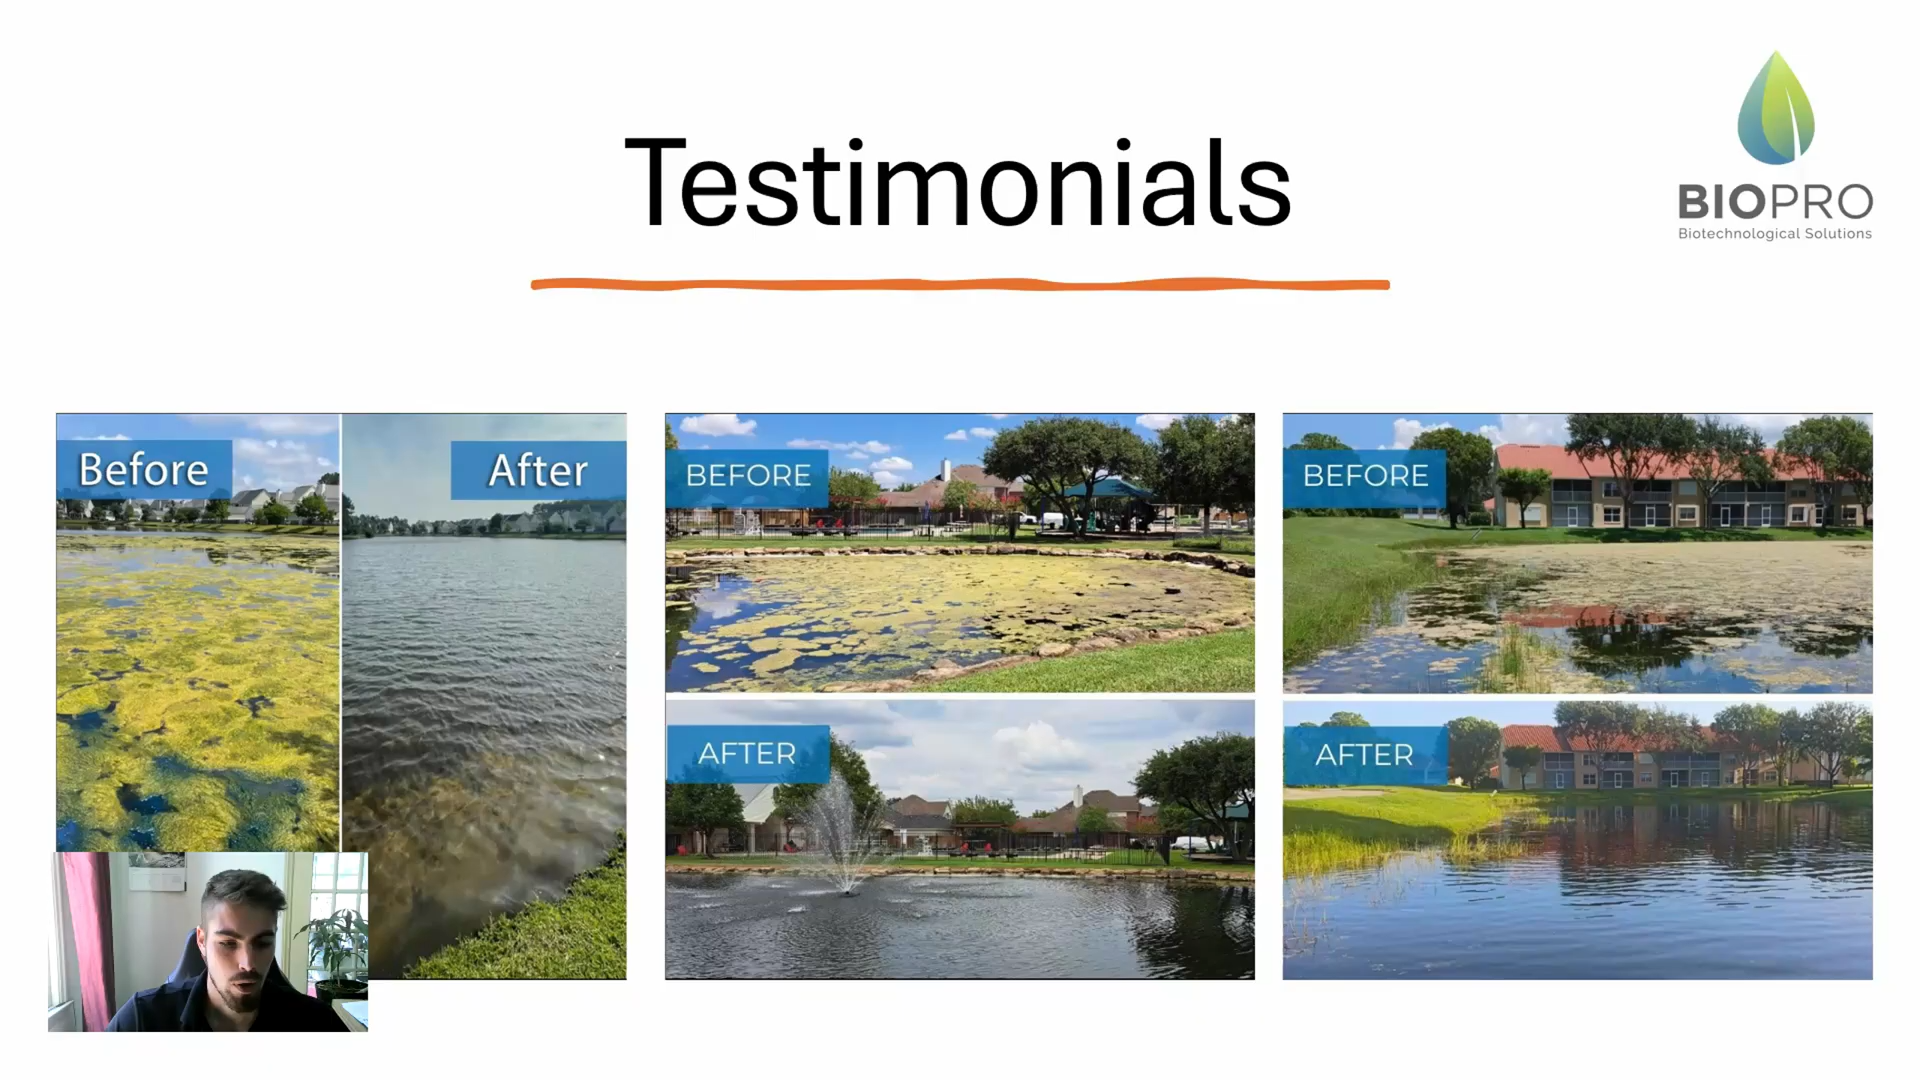 Testimonials
BIOPRO
Biotechnological Solutions
Before
After
BEFORE
AFTER
BEFORE
AFTER